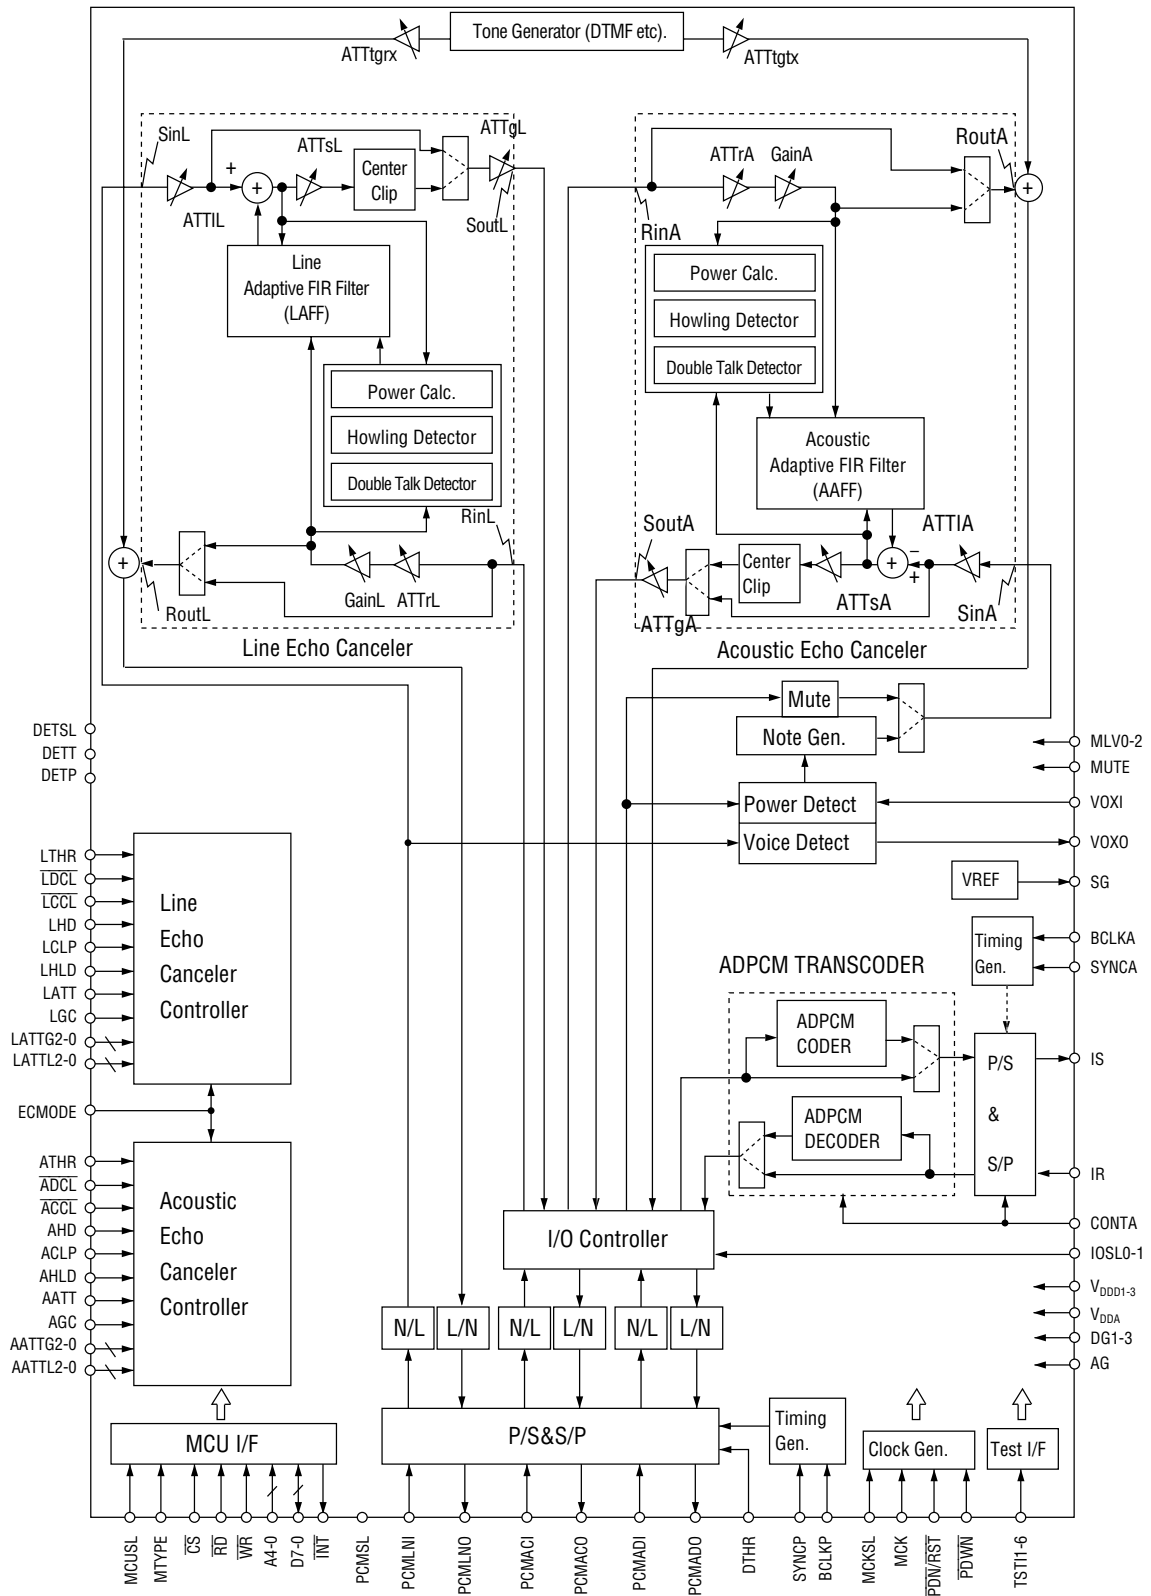 Tone Generator (DTMF etc).
ATTtgrx
ATTtgtx
SinL
ATTsL
ATTgL
Center
Clip
+
+
ATTlL
SoutL
Line
Adaptive FIR Filter
(LAFF)
Power Calc.
Howling Detector
Double Talk Detector
RinL
+
GainL
ATTrL
RoutL
Line Echo Canceler
RoutA
ATTrA
GainA
+
RinA
Power Calc.
Howling Detector
Double Talk Detector
Acoustic
Adaptive FIR Filter
(AAFF)
SoutA
ATTlA
Center
Clip
+
−
+
ATTsA
SinA
ATTgA
Acoustic Echo Canceler
Mute
Note Gen.
Power Detect
Voice Detect
DETSL
DETT
DETP
MLV0-2
MUTE
VOXI
VOXO
VREF
SG
LTHR
LDCL
LCCL
LHD
LCLP
LHLD
LATT
LGC
LATTG2-0
LATTL2-0
Line
Echo
Canceler
Controller
Timing
Gen.
BCLKA
SYNCA
ADPCM TRANSCODER
ADPCM
CODER
ADPCM
DECODER
P/S
&
S/P
IS
IR
ECMODE
ATHR
ADCL
ACCL
AHD
ACLP
AHLD
AATT
AGC
AATTG2-0
AATTL2-0
Acoustic
Echo
Canceler
Controller
CONTA
I/O Controller
IOSL0-1
VDDD1-3
VDDA
DG1-3
AG
N/L
L/N
N/L
L/N
N/L
L/N
MCU I/F
P/S&S/P
Timing
Gen.
Clock Gen.
Test I/F
MCUSL
MTYPE
CS
RD
WR
A4-0
D7-0
INT
PCMSL
PCMLNI
PCMLNO
PCMACI
PCMACO
PCMADI
PCMADO
DTHR
SYNCP
BCLKP
MCKSL
MCK
PDN/RST
PDWN
TSTI1-6